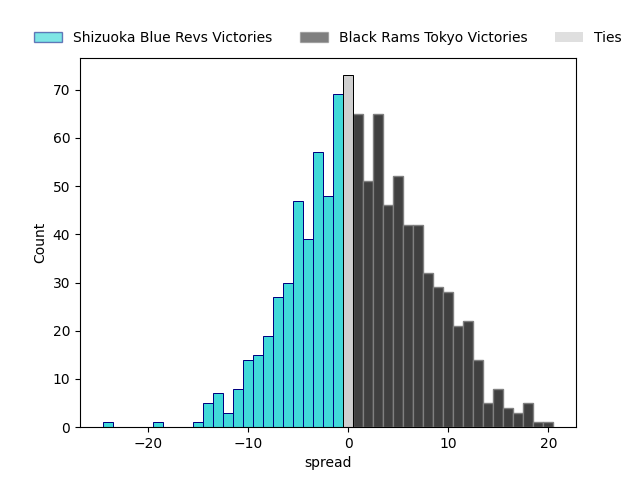 Shizuoka Blue Revs Victories
Black Rams Tokyo Victories
Ties
70
60
50
40
30
20
10
0
Count
−20
−10
0
10
20
spread